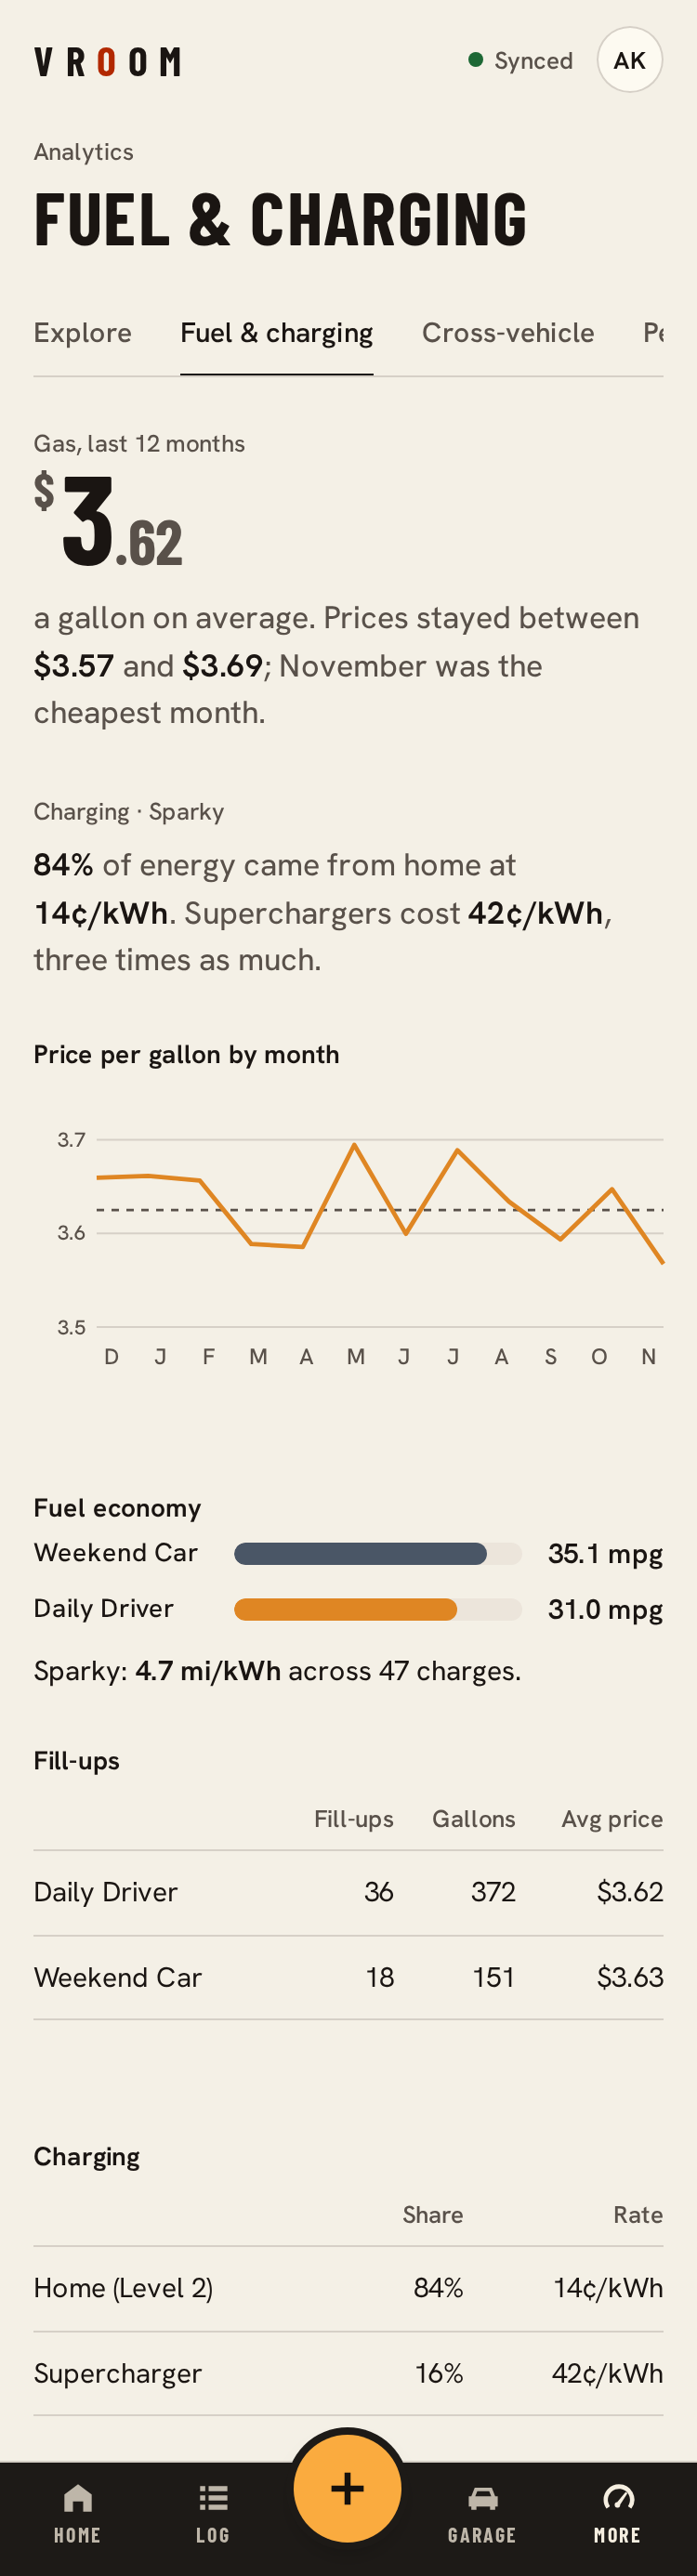 VROOM
Synced
AK
Analytics
FUEL & CHARGING
Explore Fuel & charging Cross-vehicle
Gas, last 12 months
$3.62
a gallon on average. Prices stayed between
$3.57 and $3.69; November was the
cheapest month.
Charging · Sparky
84% of energy came from home at
14¢/kWh. Superchargers cost 42¢/kWh,
three times as much.
Price per gallon by month
3.7
3.6
3.5
D J F M A M J J A S O N
Fuel economy
Weekend Car 35.1 mpg
Daily Driver 31.0 mpg
Sparky: 4.7 mi/kWh across 47 charges.
Fill-ups
Fill-ups Gallons Avg price
Daily Driver 36 372 $3.62
Weekend Car 18 151 $3.63
Charging
Share Rate
Home (Level 2) 84% 14¢/kWh
Supercharger 16% 42¢/kWh
+
HOME LOG GARAGE MORE